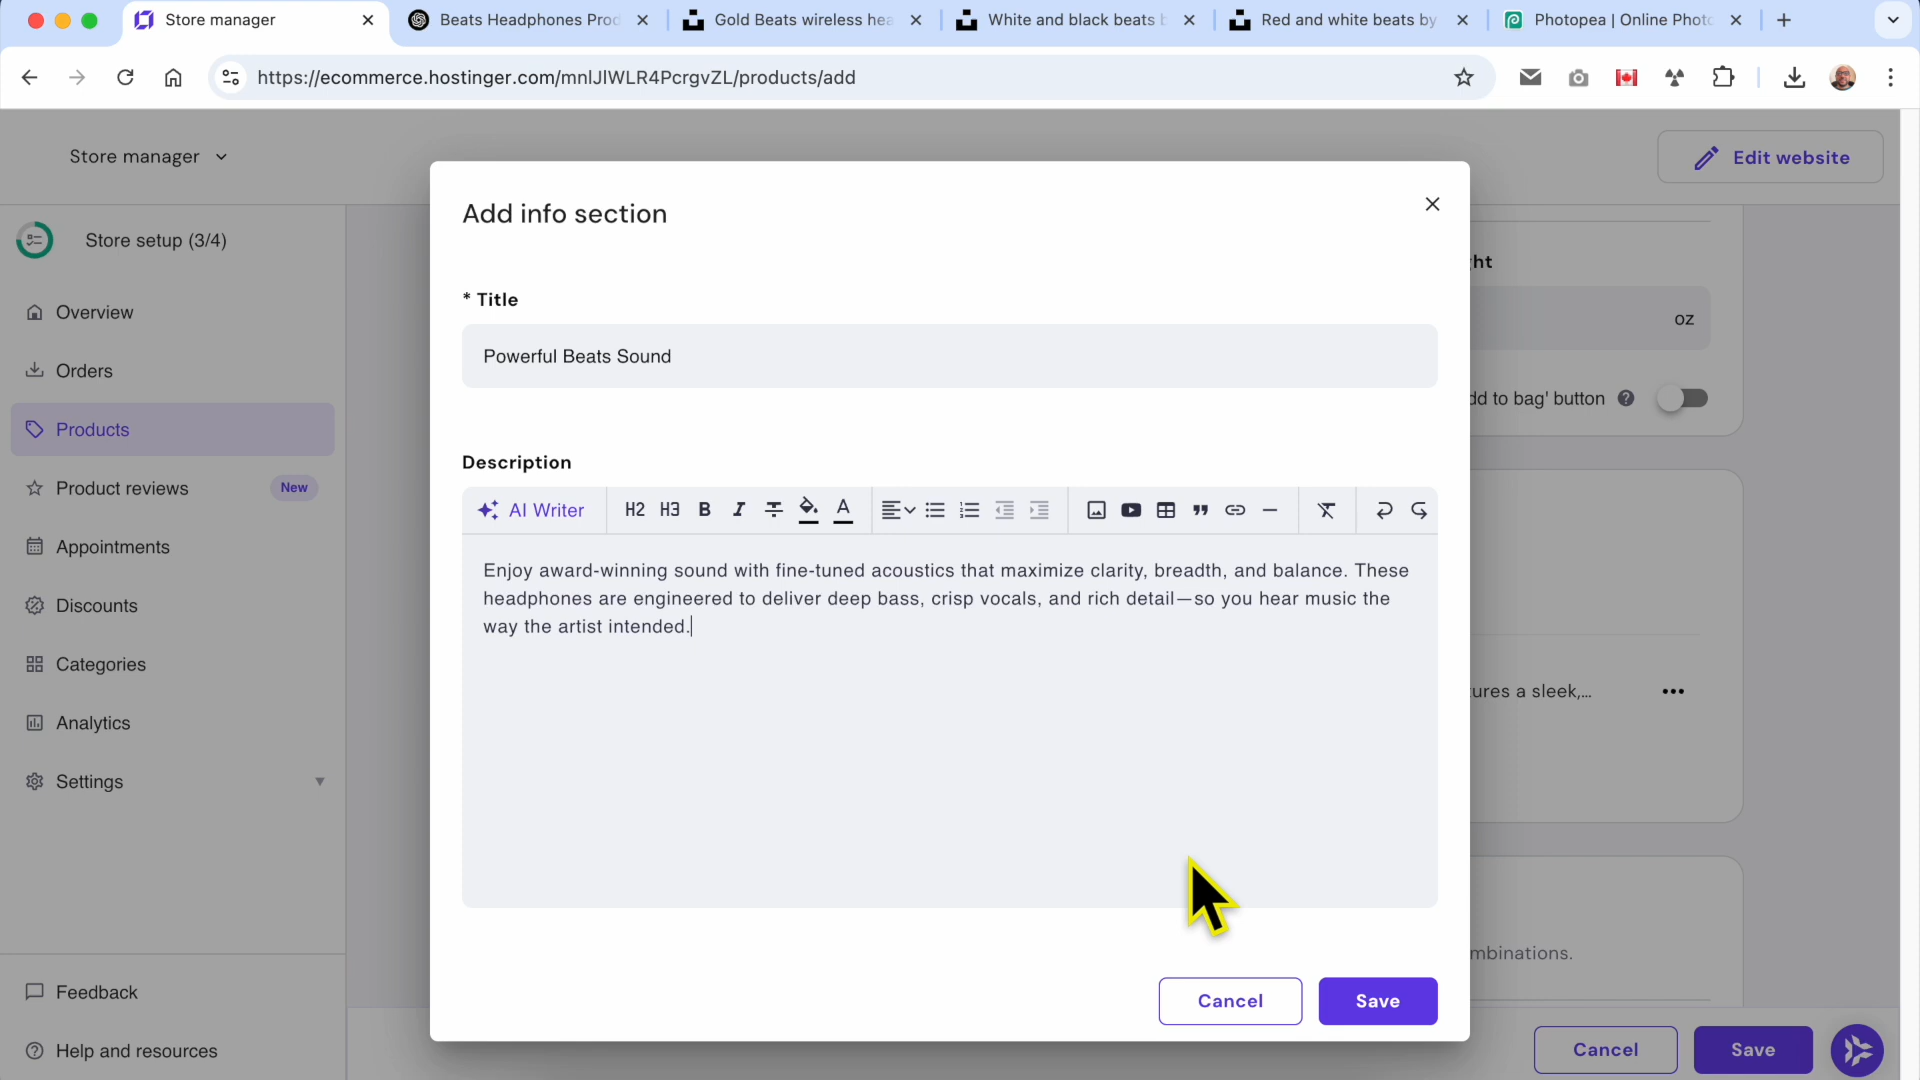 Store manager
Beats Headphones Prod
Gold Beats wireless hea
White and black beats b
Red and white beats by
Photopea | Online Photo
https://ecommerce.hostinger.com/mnlJlWLR4PcrgvZL/products/add
Store manager
Edit website
Store setup (3/4)
Overview
Orders
Products
Product reviews
New
Appointments
Discounts
Categories
Analytics
Settings
Feedback
Help and resources
Add info section
* Title
Powerful Beats Sound
Description
AI Writer
H2 H3 B I A
Enjoy award-winning sound with fine-tuned acoustics that maximize clarity, breadth, and balance. These
headphones are engineered to deliver deep bass, crisp vocals, and rich detail—so you hear music the
way the artist intended.
Cancel
Save
ht
oz
dd to bag' button
tures a sleek,...
mbinations.
Cancel
Save